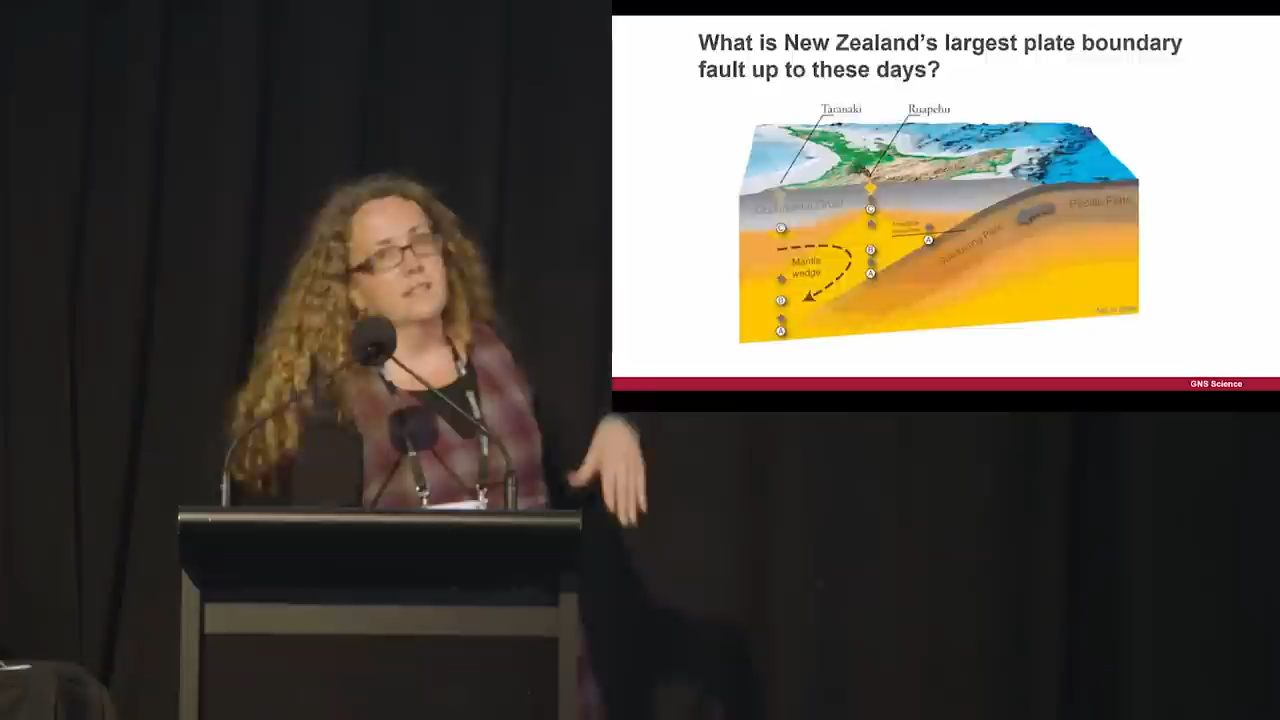 What is New Zealand's largest plate boundary
fault up to these days?
Taranaki
Ruapehu
Pacific Plate
C
C
Subducting Plate
A
B
Mantle
wedge
A
B
A
GNS Science